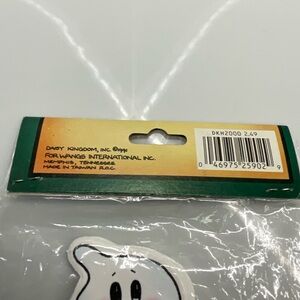 DAISY KINGDOM, INC. ©1991
FOR WANGS INTERNATIONAL INC.
MEMPHIS, TENNESSEE
MADE IN TAIWAN R.O.C.
DKH2000 2.49
0 46975 25902 9